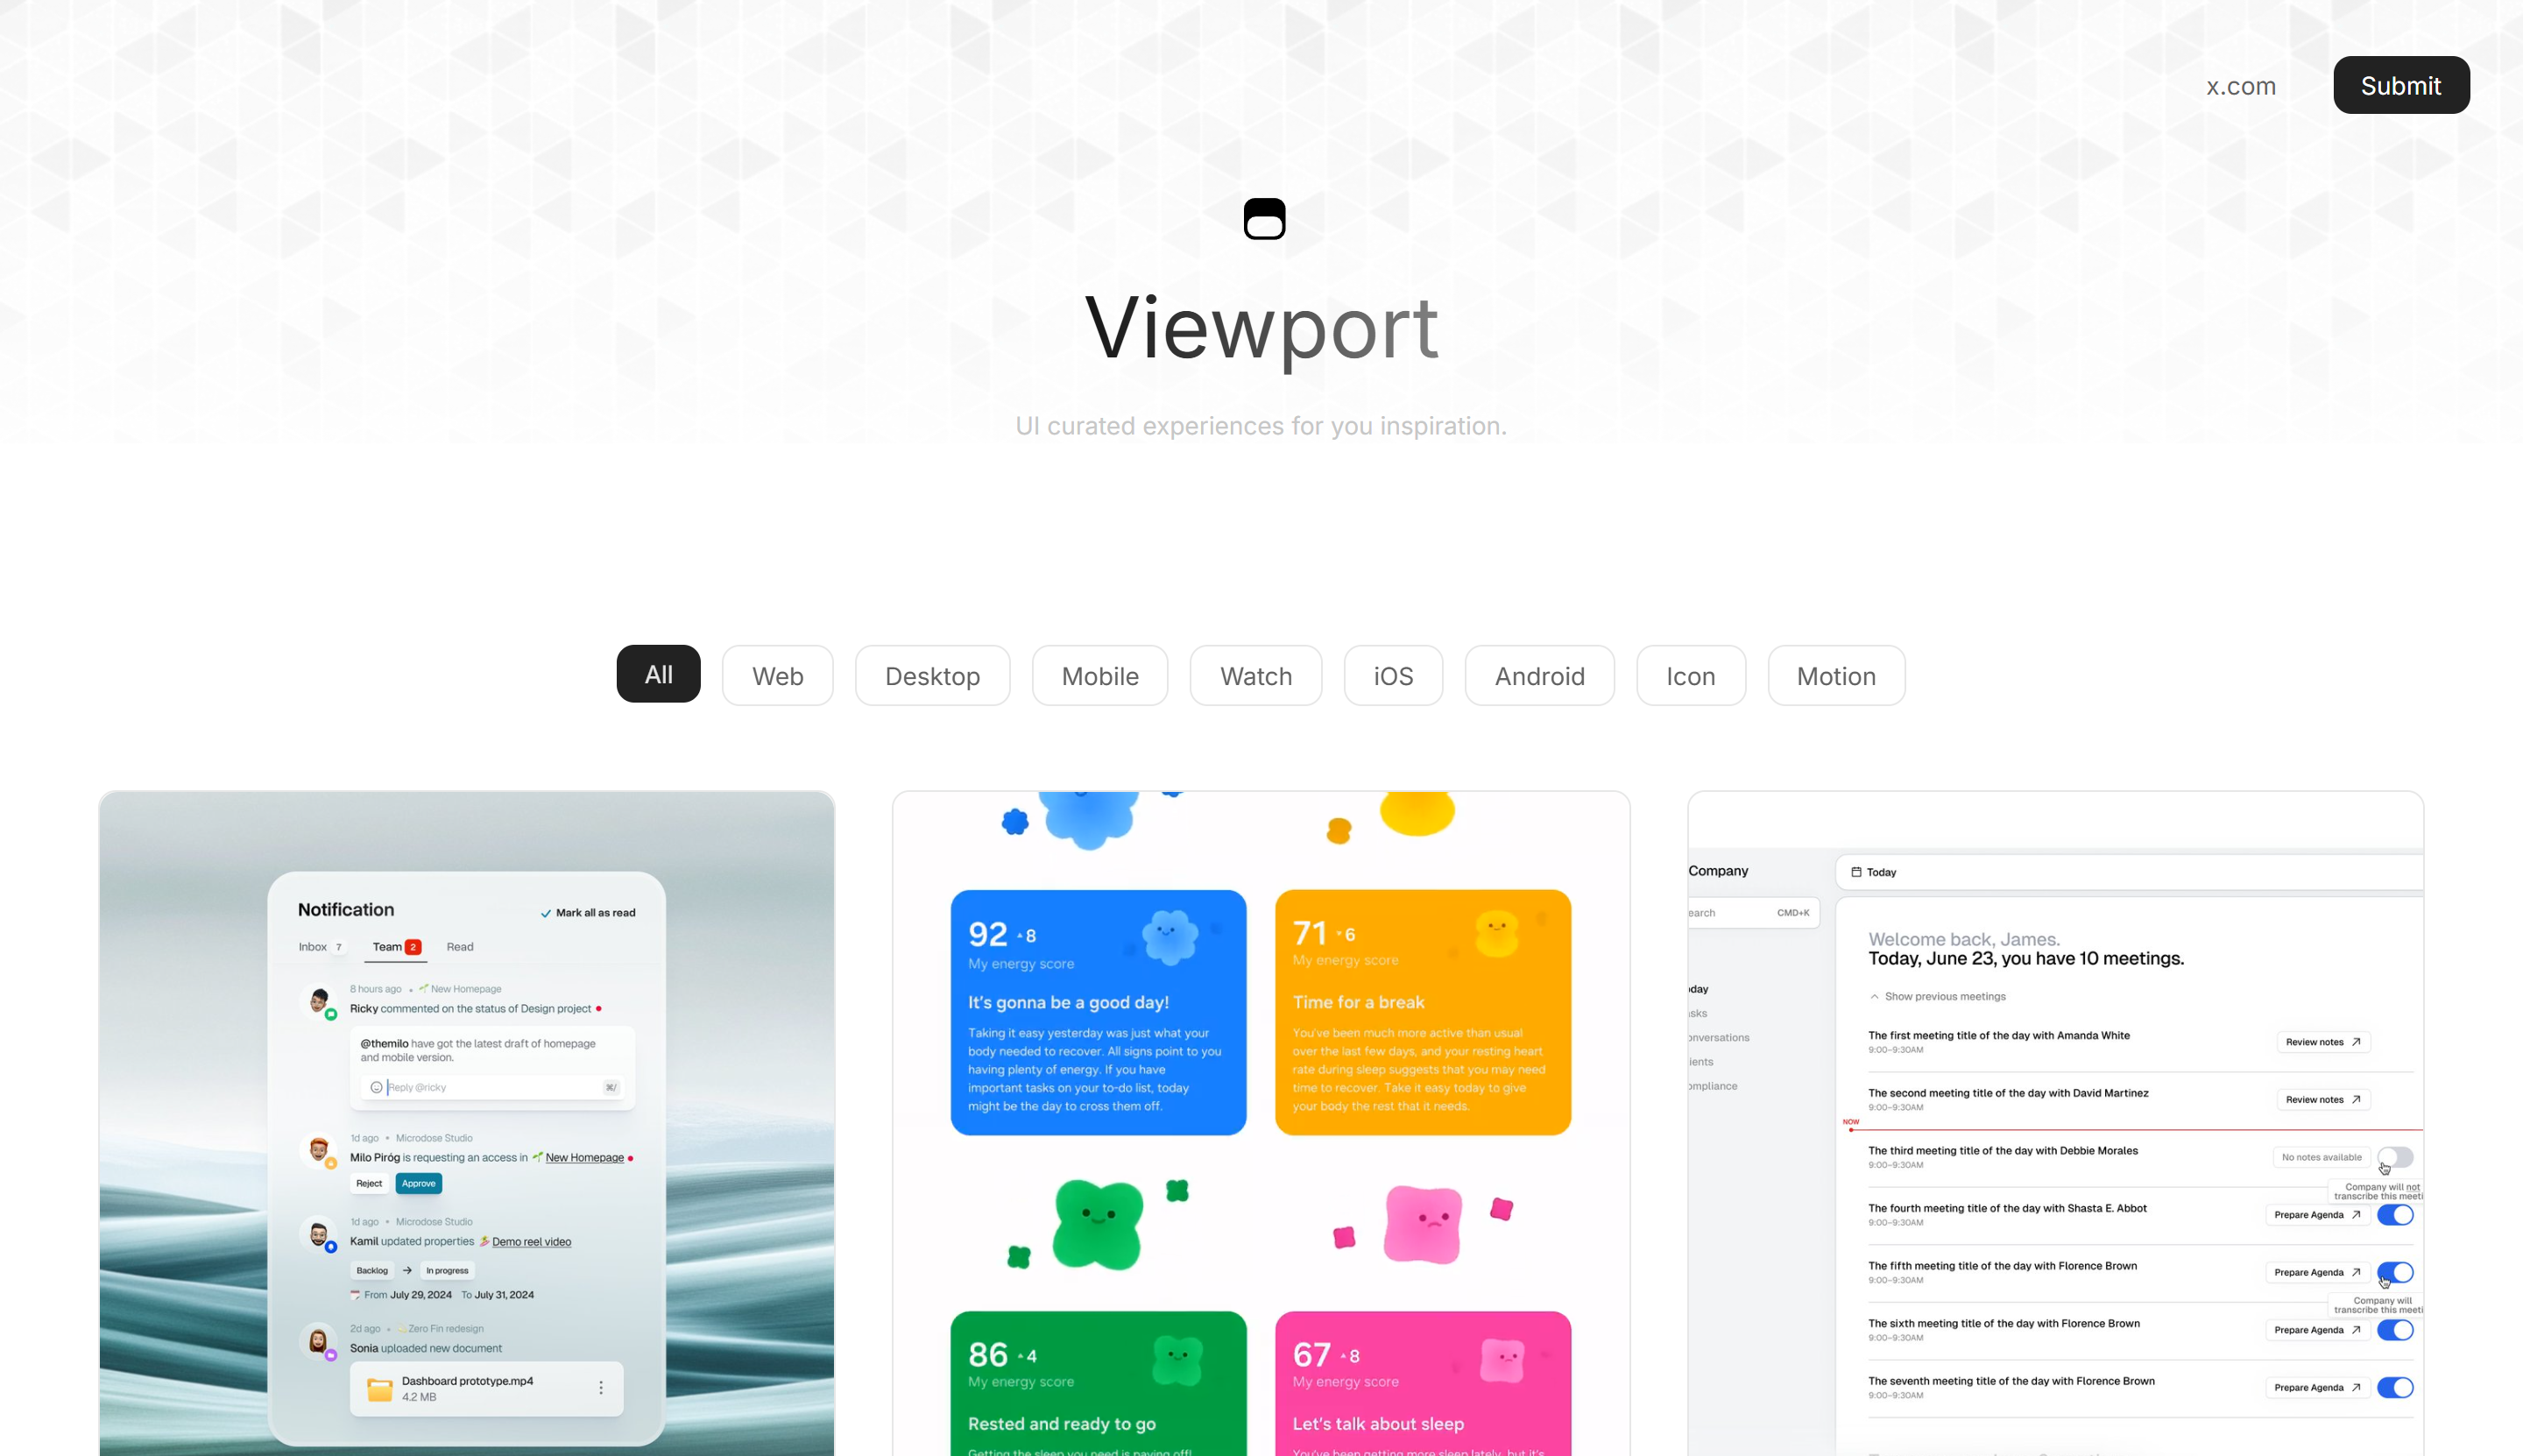 x.com
Submit
Viewport
UI curated experiences for you inspiration.
All
Web
Desktop
Mobile
Watch
iOS
Android
Icon
Motion
Notification
Mark all as read
Inbox 7
Team 2
Read
8 hours ago • New Homepage
Ricky commented on the status of Design project
@themilo have got the latest draft of homepage
and mobile version.
Reply @ricky
⌘/
1d ago • Microdose Studio
Milo Piróg is requesting an access in New Homepage
Reject
Approve
1d ago • Microdose Studio
Kamil updated properties Demo reel video
Backlog → In progress
From July 29, 2024 To July 31, 2024
2d ago • Zero Fin redesign
Sonia uploaded new document
Dashboard prototype.mp4
4.2 MB
92 8
My energy score
It's gonna be a good day!
Taking it easy yesterday was just what your
body needed to recover. All signs point to you
having plenty of energy. If you have
important tasks on your to-do list, today
might be the day to cross them off.
71 6
My energy score
Time for a break
You've been much more active than usual
over the last few days, and your resting heart
rate during sleep suggests that you may need
time to recover. Take it easy today to give
your body the rest that it needs.
86 4
My energy score
Rested and ready to go
Getting the sleep you need is paying off!
67 8
My energy score
Let's talk about sleep
You've been getting more sleep lately, but it's
Company
earch
CMD+K
oday
asks
onversations
ients
ompliance
Today
Welcome back, James.
Today, June 23, you have 10 meetings.
Show previous meetings
The first meeting title of the day with Amanda White
9:00–9:30AM
Review notes
The second meeting title of the day with David Martinez
9:00–9:30AM
Review notes
NOW
The third meeting title of the day with Debbie Morales
9:00–9:30AM
No notes available
Company will not
transcribe this meeti
The fourth meeting title of the day with Shasta E. Abbot
9:00–9:30AM
Prepare Agenda
The fifth meeting title of the day with Florence Brown
9:00–9:30AM
Prepare Agenda
Company will
transcribe this meeti
The sixth meeting title of the day with Florence Brown
9:00–9:30AM
Prepare Agenda
The seventh meeting title of the day with Florence Brown
9:00–9:30AM
Prepare Agenda